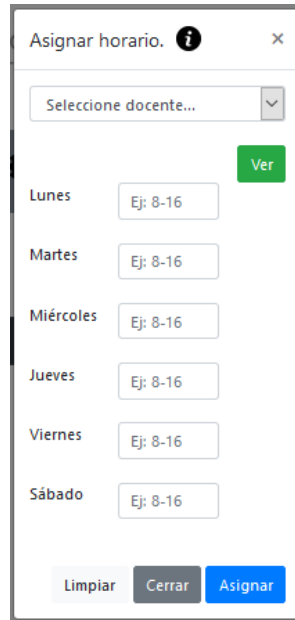 Asignar horario. i ×
Seleccione docente...
Ver
Lunes Ej: 8-16
Martes Ej: 8-16
Miércoles Ej: 8-16
Jueves Ej: 8-16
Viernes Ej: 8-16
Sábado Ej: 8-16
Limpiar Cerrar Asignar